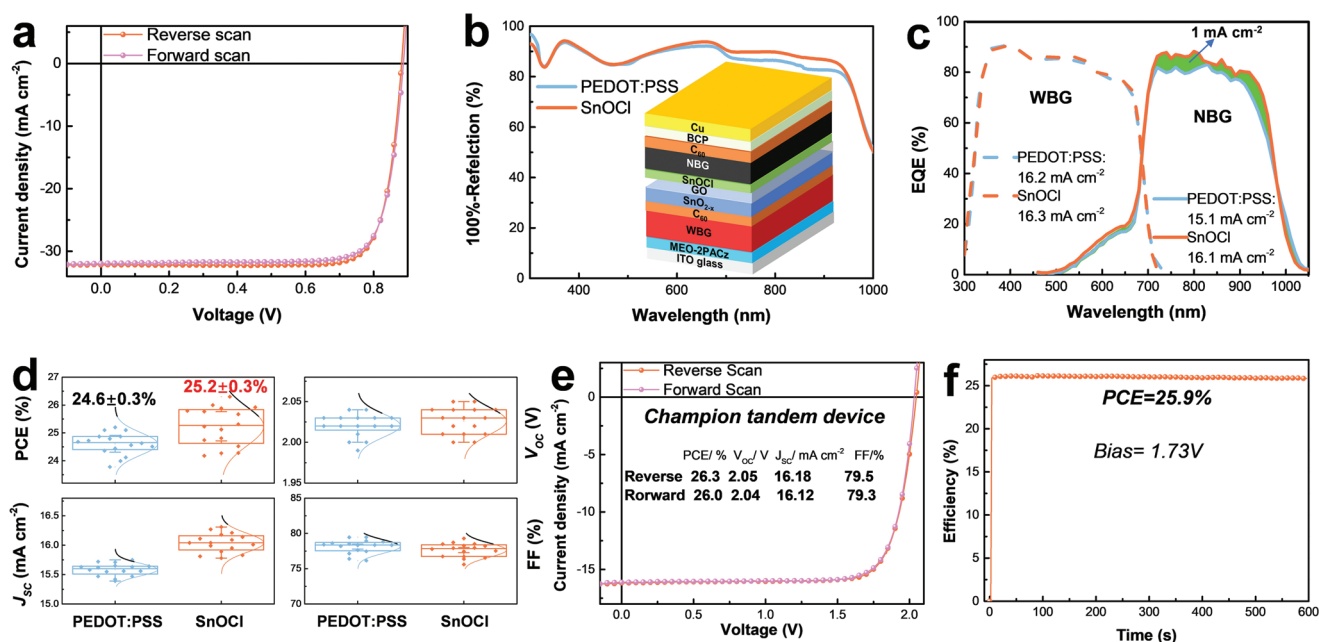 a
Reverse scan
Forward scan
Current density (mA cm⁻²)
0
-10
-20
-30
0.0
0.2
0.4
0.6
0.8
Voltage (V)
b
100%-Refelction (%)
100
80
60
40
20
0
PEDOT:PSS
SnOCl
Cu
BCP
C₆₀
NBG
SnOCl
GO
SnO₂₋ₓ
C₆₀
WBG
MEO-2PACz
ITO glass
400
600
800
1000
Wavelength (nm)
c
EQE (%)
100
80
60
40
20
0
1 mA cm⁻²
WBG
NBG
PEDOT:PSS:
16.2 mA cm⁻²
SnOCl
16.3 mA cm⁻²
PEDOT:PSS:
15.1 mA cm⁻²
SnOCl
16.1 mA cm⁻²
300
400
500
600
700
800
900
1000
Wavelength (nm)
d
PCE (%)
27
26
25
24
23
24.6±0.3%
25.2±0.3%
V_OC (V)
2.05
2.00
1.95
1.90
J_SC (mA cm⁻²)
16.5
16.0
15.5
15.0
FF (%)
85
80
75
70
PEDOT:PSS
SnOCl
PEDOT:PSS
SnOCl
e
Reverse Scan
Forward Scan
Current density (mA cm⁻²)
0
-5
-10
-15
Champion tandem device
PCE/ % V_OC/ V J_SC/ mA cm⁻² FF/%
Reverse 26.3 2.05 16.18 79.5
Rorward 26.0 2.04 16.12 79.3
0.0
0.5
1.0
1.5
2.0
Voltage (V)
f
Efficiency (%)
25
20
15
10
5
0
PCE=25.9%
Bias= 1.73V
0
100
200
300
400
500
600
Time (s)